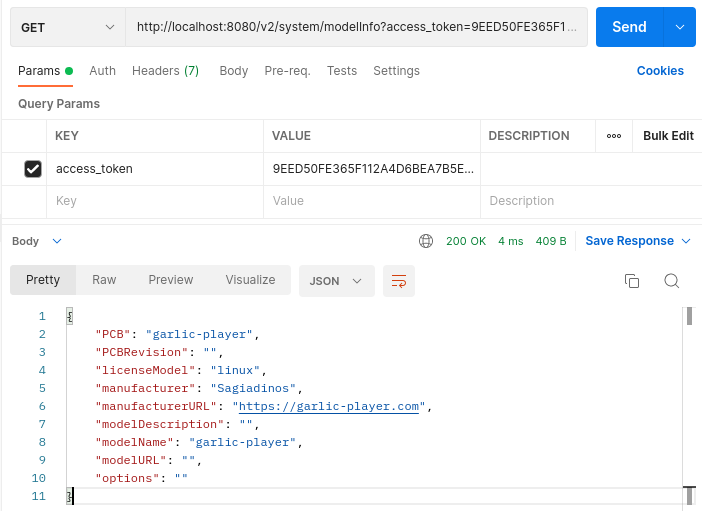 GET http://localhost:8080/v2/system/modelInfo?access_token=9EED50FE365F1... Send
Params Auth Headers (7) Body Pre-req. Tests Settings Cookies
Query Params
KEY VALUE DESCRIPTION ooo Bulk Edit
access_token 9EED50FE365F112A4D6BEA7B5E...
Key Value Description
Body 200 OK 4 ms 409 B Save Response
Pretty Raw Preview Visualize JSON
1 {
2 "PCB": "garlic-player",
3 "PCBRevision": "",
4 "licenseModel": "linux",
5 "manufacturer": "Sagiadinos",
6 "manufacturerURL": "https://garlic-player.com",
7 "modelDescription": "",
8 "modelName": "garlic-player",
9 "modelURL": "",
10 "options": ""
11 }